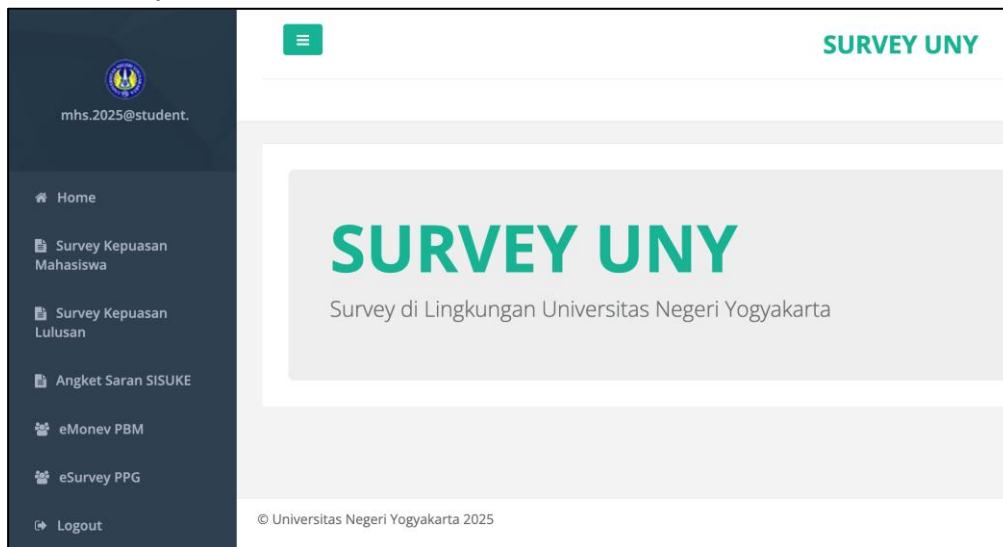 mhs.2025@student.
Home
Survey Kepuasan
Mahasiswa
Survey Kepuasan
Lulusan
Angket Saran SISUKE
eMonev PBM
eSurvey PPG
Logout
SURVEY UNY
SURVEY UNY
Survey di Lingkungan Universitas Negeri Yogyakarta
© Universitas Negeri Yogyakarta 2025